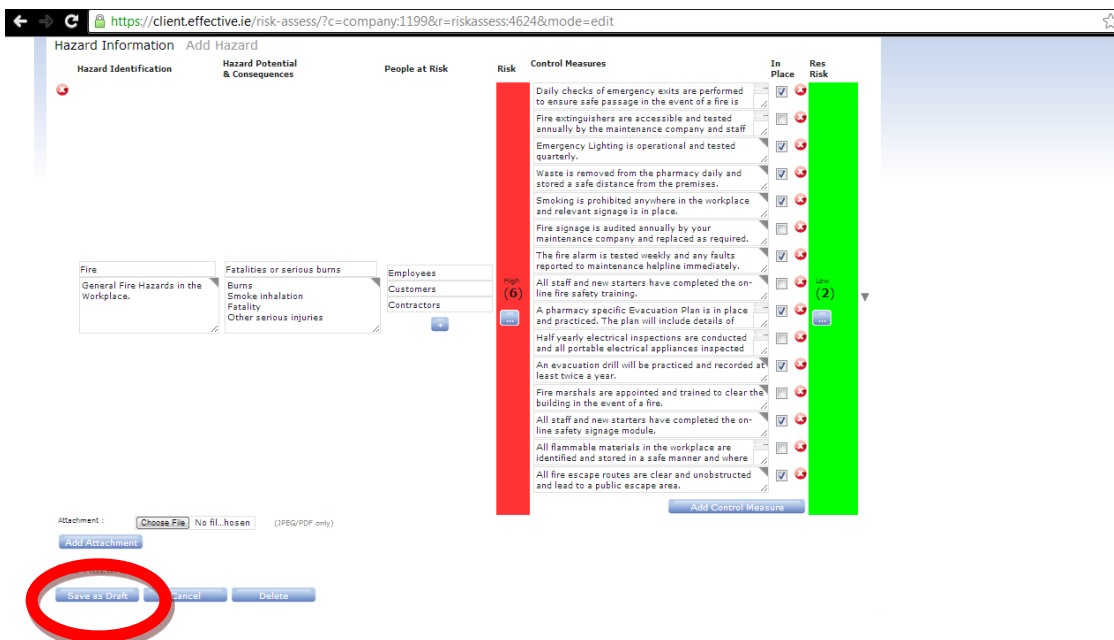 https://client.effective.ie/risk-assess/?c=company:1199&r=riskassess:4624&mode=edit
Hazard Information Add Hazard
Hazard Identification
Hazard Potential
& Consequences
People at Risk
Risk
Control Measures
In
Place
Res
Risk
Fire
General Fire Hazards in the
Workplace.
Fatalities or serious burns
Burns
Smoke inhalation
Fatality
Other serious injuries
Employees
Customers
Contractors
+
High
(6)
...
Daily checks of emergency exits are performed
to ensure safe passage in the event of a fire is
Fire extinguishers are accessible and tested
annually by the maintenance company and staff
Emergency Lighting is operational and tested
quarterly.
Waste is removed from the pharmacy daily and
stored a safe distance from the premises.
Smoking is prohibited anywhere in the workplace
and relevant signage is in place.
Fire signage is audited annually by your
maintenance company and replaced as required.
The fire alarm is tested weekly and any faults
reported to maintenance helpline immediately.
All staff and new starters have completed the on-
line fire safety training.
A pharmacy specific Evacuation Plan is in place
and practiced. The plan will include details of
Half yearly electrical inspections are conducted
and all portable electrical appliances inspected
An evacuation drill will be practiced and recorded at
least twice a year.
Fire marshals are appointed and trained to clear the
building in the event of a fire.
All staff and new starters have completed the on-
line safety signage module.
All flammable materials in the workplace are
identified and stored in a safe manner and where
All fire escape routes are clear and unobstructed
and lead to a public escape area.
Low
(2)
...
Add Control Measure
Attachment :
Choose File No fil...hosen (JPEG/PDF only)
Add Attachment
Save as Draft Cancel Delete